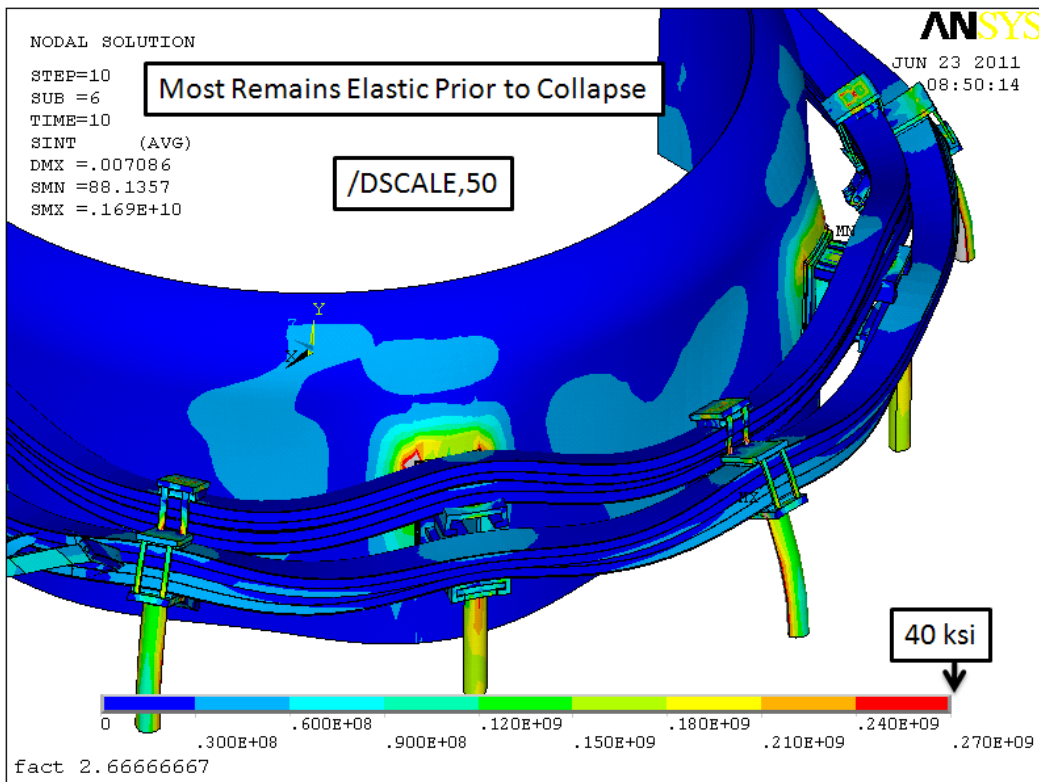 NODAL SOLUTION
STEP=10
SUB =6
TIME=10
SINT (AVG)
DMX =.007086
SMN =88.1357
SMX =.169E+10
Most Remains Elastic Prior to Collapse
/DSCALE,50
ANSYS
JUN 23 2011
08:50:14
MN
Y
Z
X
MX
40 ksi
0
.300E+08
.600E+08
.900E+08
.120E+09
.150E+09
.180E+09
.210E+09
.240E+09
.270E+09
fact 2.66666667